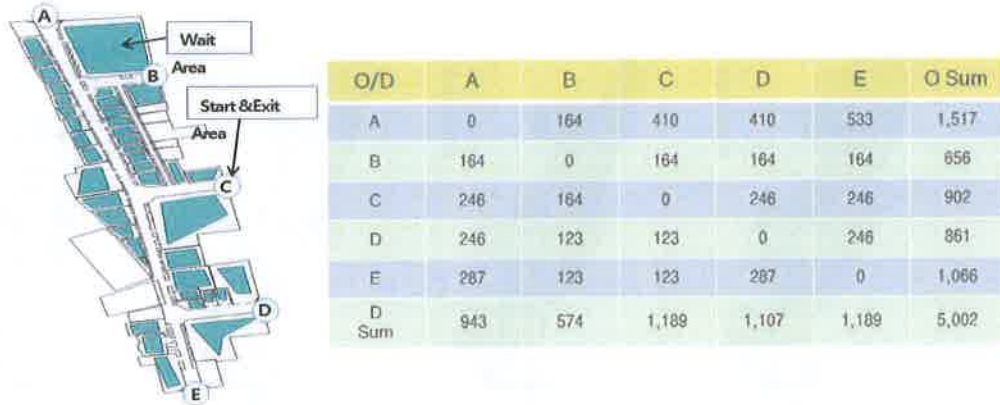 A
Wait
Area
B
Start &Exit
Area
C
D
E
O/D A B C D E O Sum
A 0 164 410 410 533 1,517
B 164 0 164 164 164 656
C 246 164 0 246 246 902
D 246 123 123 0 246 861
E 287 123 123 287 0 1,066
D
Sum 943 574 1,189 1,107 1,189 5,002